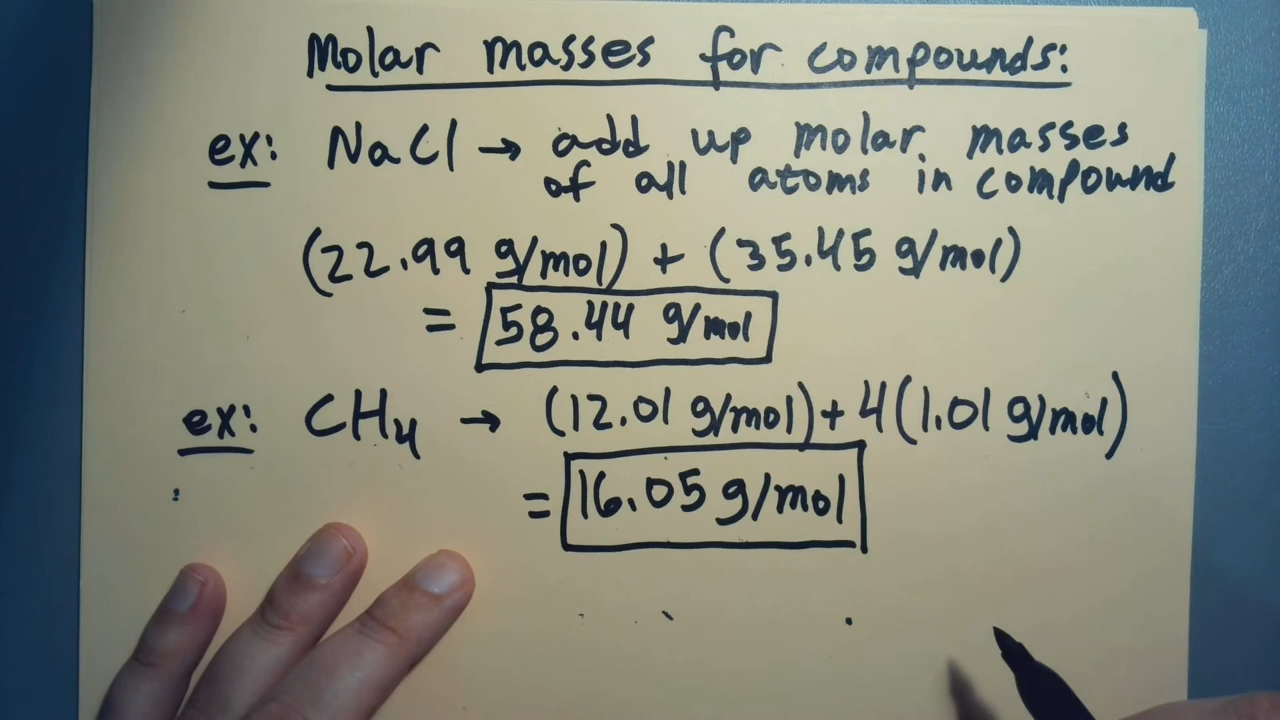 Molar masses for compounds:
ex: NaCl → add up molar masses
of all atoms in compound
(22.99 g/mol) + (35.45 g/mol)
= 58.44 g/mol
ex: CH₄ → (12.01 g/mol) + 4(1.01 g/mol)
= 16.05 g/mol